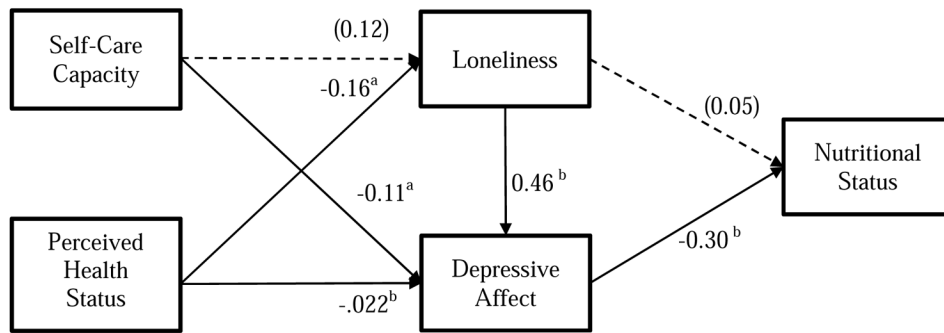 Self-Care
Capacity
(0.12)
Loneliness
-0.16ᵃ
(0.05)
Nutritional
Status
-0.11ᵃ
0.46 ᵇ
Perceived
Health
Status
-.022ᵇ
Depressive
Affect
-0.30 ᵇ